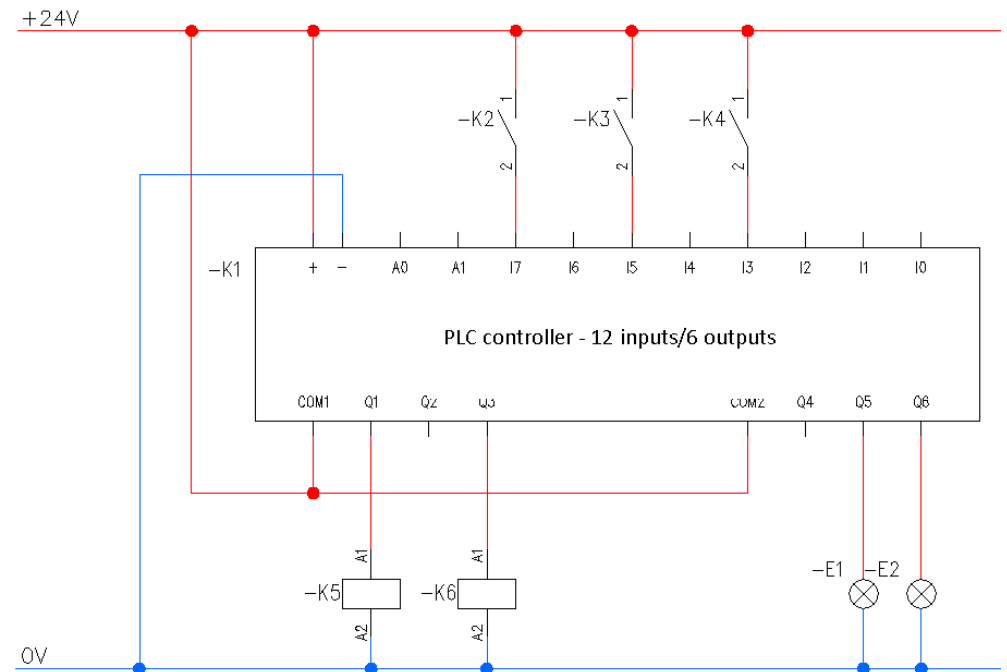 +24V
1 1 1
-K2 -K3 -K4
2 2 2
-K1
+ - A0 A1 I7 I6 I5 I4 I3 I2 I1 I0
PLC controller - 12 inputs/6 outputs
COM1 Q1 Q2 Q3 COM2 Q4 Q5 Q6
A1 A1
-E1 -E2
-K5 -K6
A2 A2
0V